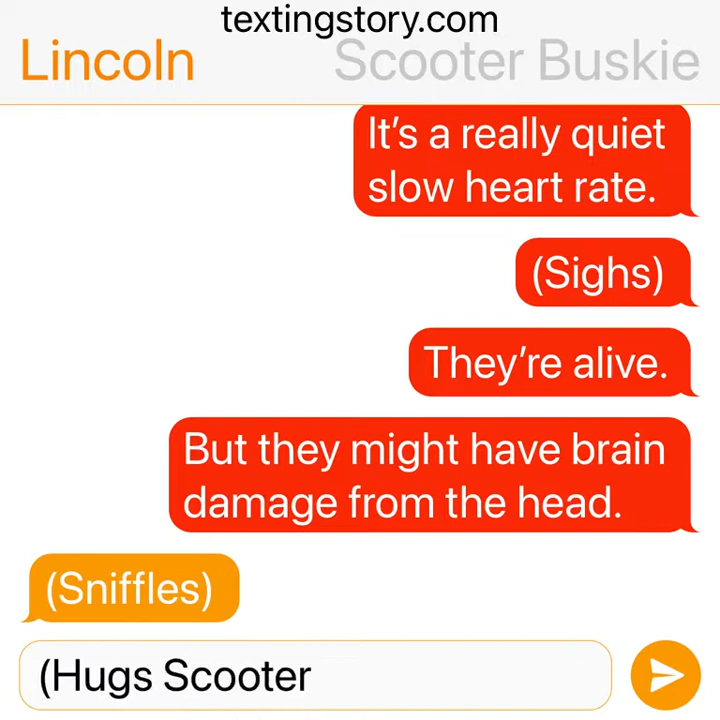 textingstory.com
Lincoln Scooter Buskie
It's a really quiet
slow heart rate.
(Sighs)
They're alive.
But they might have brain
damage from the head.
(Sniffles)
(Hugs Scooter